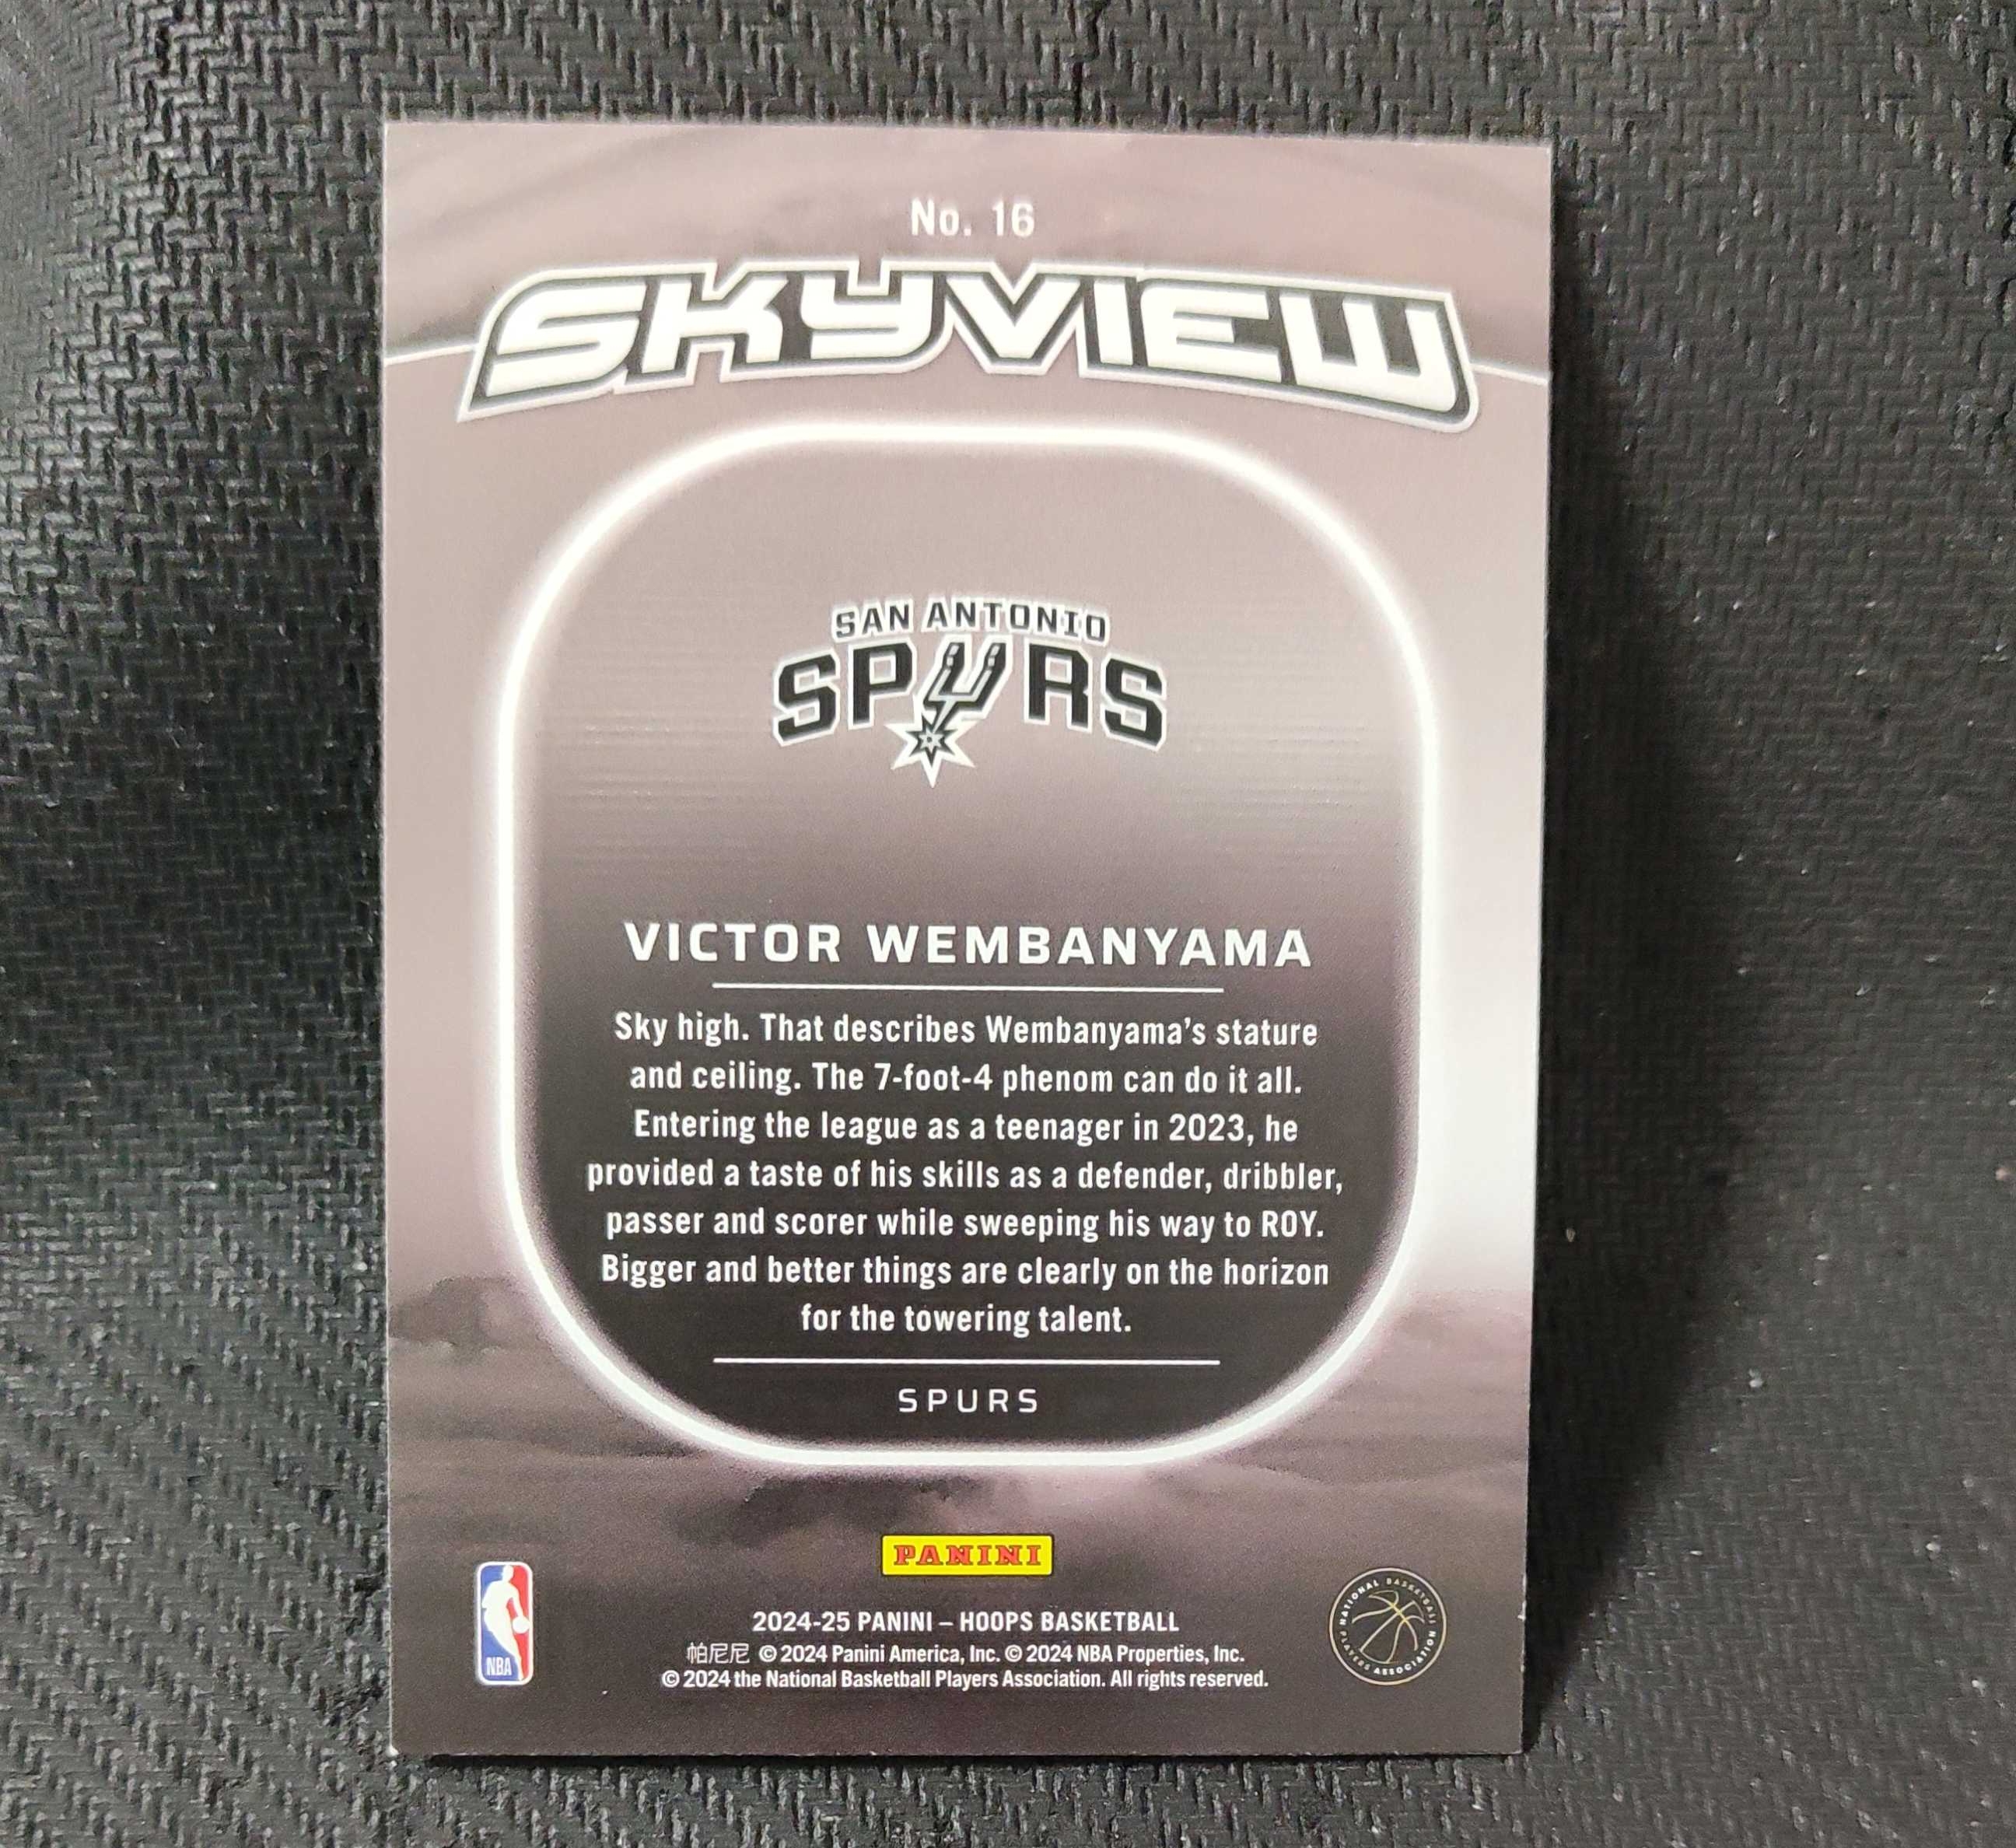 No. 16
SKYVIEW
SAN ANTONIO
SPURS
VICTOR WEMBANYAMA
Sky high. That describes Wembanyama’s stature
and ceiling. The 7-foot-4 phenom can do it all.
Entering the league as a teenager in 2023, he
provided a taste of his skills as a defender, dribbler,
passer and scorer while sweeping his way to ROY.
Bigger and better things are clearly on the horizon
for the towering talent.
SPURS
PANINI
NBA
NATIONAL BASKETBALL PLAYERS ASSOCIATION
2024-25 PANINI – HOOPS BASKETBALL
帕尼尼 © 2024 Panini America, Inc. © 2024 NBA Properties, Inc.
© 2024 the National Basketball Players Association. All rights reserved.